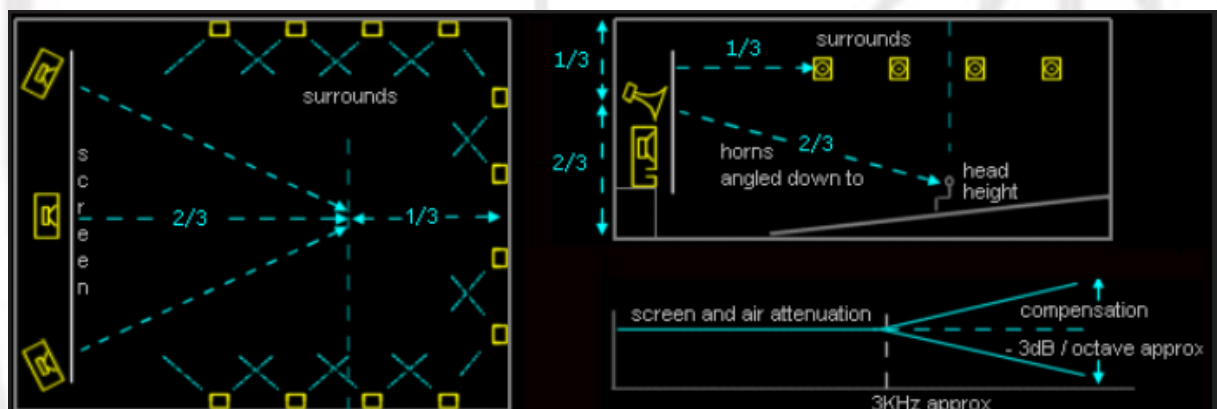 surrounds
screen
2/3
1/3
1/3
2/3
1/3
surrounds
2/3
horns
angled down to
head
height
screen and air attenuation
compensation
- 3dB / octave approx
3KHz approx